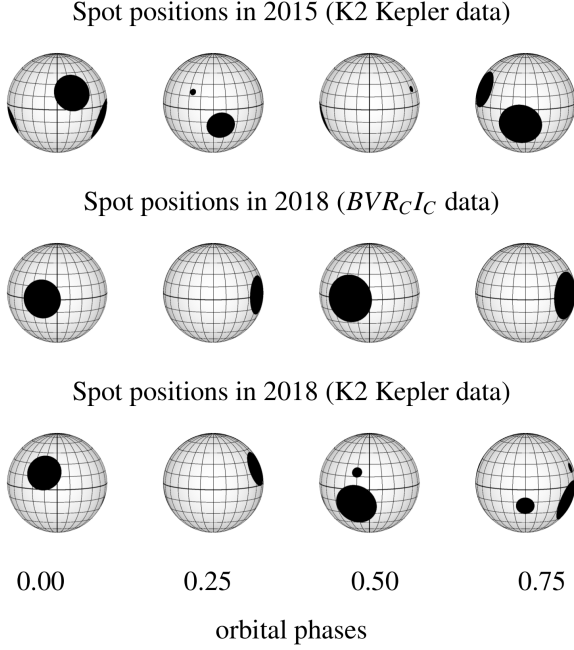 Spot positions in 2015 (K2 Kepler data)
Spot positions in 2018 (BVR_CI_C data)
Spot positions in 2018 (K2 Kepler data)
0.00 0.25 0.50 0.75
orbital phases